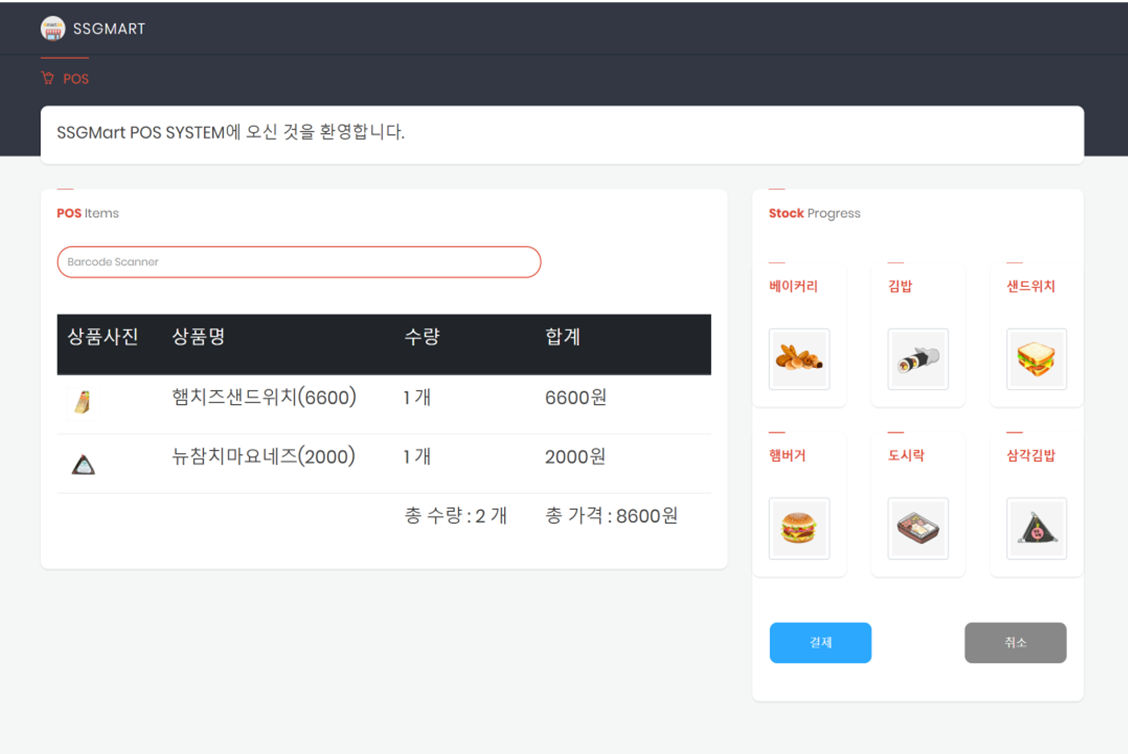 SSGMART
POS
SSGMart POS SYSTEM에 오신 것을 환영합니다.
POS Items
Barcode Scanner
상품사진 상품명 수량 합계
햄치즈샌드위치(6600) 1 개 6600원
뉴참치마요네즈(2000) 1 개 2000원
총 수량 : 2 개 총 가격 : 8600원
Stock Progress
베이커리 김밥 샌드위치
햄버거 도시락 삼각김밥
결제 취소